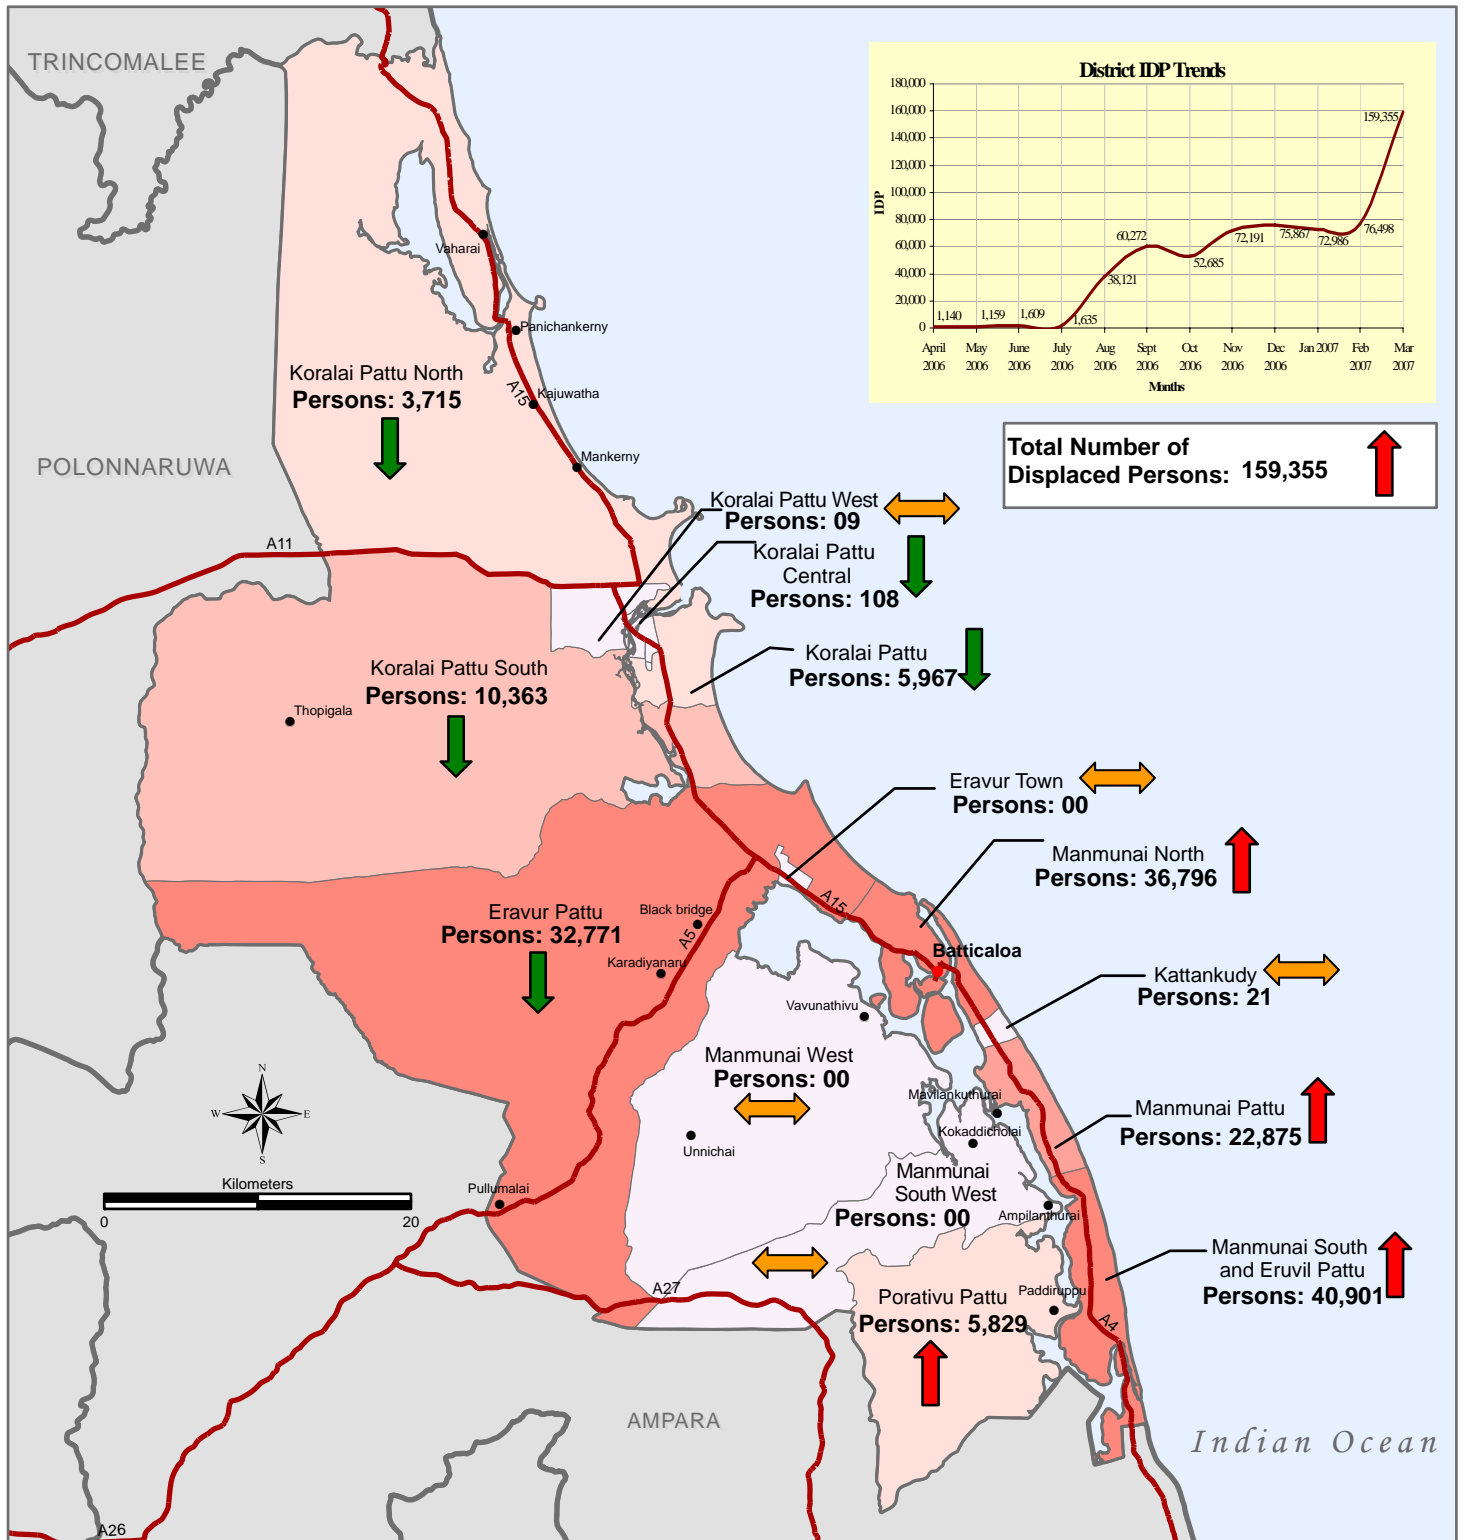 TRINCOMALEE
District IDP Trends
180,000
160,000
140,000
120,000
100,000
80,000
60,000
40,000
20,000
0
IDP
1,140
1,159
1,609
1,635
38,121
60,272
52,685
72,191
75,867
72,986
76,498
159,355
April
2006
May
2006
June
2006
July
2006
Aug
2006
Sept
2006
Oct
2006
Nov
2006
Dec
2006
Jan 2007
Feb
2007
Mar
2007
Months
Total Number of
Displaced Persons: 159,355
Vaharai
Panichankerny
Koralai Pattu North
Persons: 3,715
A15
Kajuwatha
POLONNARUWA
Mankerny
Koralai Pattu West
Persons: 09
A11
Koralai Pattu
Central
Persons: 108
Koralai Pattu
Persons: 5,967
Koralai Pattu South
Persons: 10,363
Thopigala
Eravur Town
Persons: 00
Manmunai North
Persons: 36,796
A15
Eravur Pattu
Persons: 32,771
Black bridge
A5
Karadiyanaru
Batticaloa
Kattankudy
Persons: 21
Vavunathivu
Manmunai West
Persons: 00
Mavilankuthurai
Manmunai Pattu
Persons: 22,875
Kokaddicholai
Unnichai
N
W
E
S
Kilometers
0
20
Pullumalai
Manmunai
South West
Persons: 00
Ampilanthurai
Manmunai South
and Eruvil Pattu
Persons: 40,901
A27
Paddiruppu
Porativu Pattu
Persons: 5,829
A4
AMPARA
Indian Ocean
A26